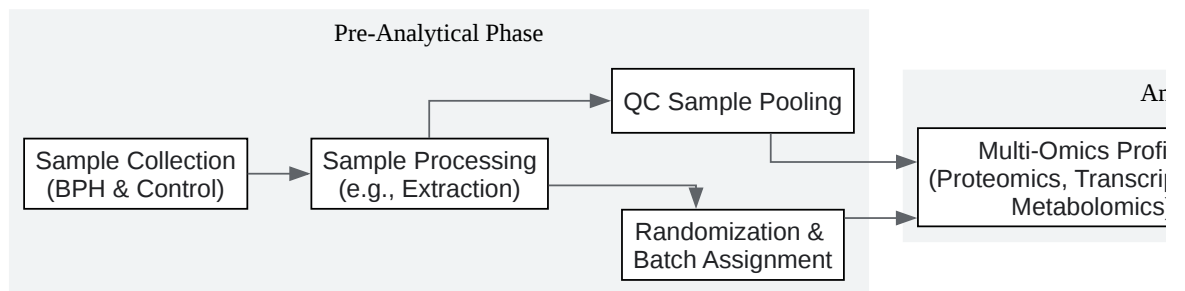 Pre-Analytical Phase
QC Sample Pooling
Sample Collection
(BPH & Control)
Sample Processing
(e.g., Extraction)
Randomization &
Batch Assignment
Multi-Omics
(Proteomics,
Metabolomics)